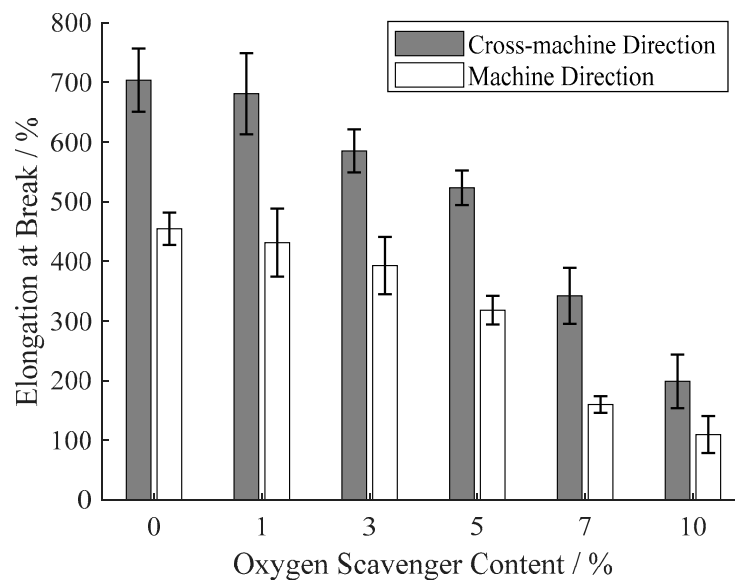 800
700
600
500
400
300
200
100
0
Elongation at Break / %
Cross-machine Direction
Machine Direction
0 1 3 5 7 10
Oxygen Scavenger Content / %